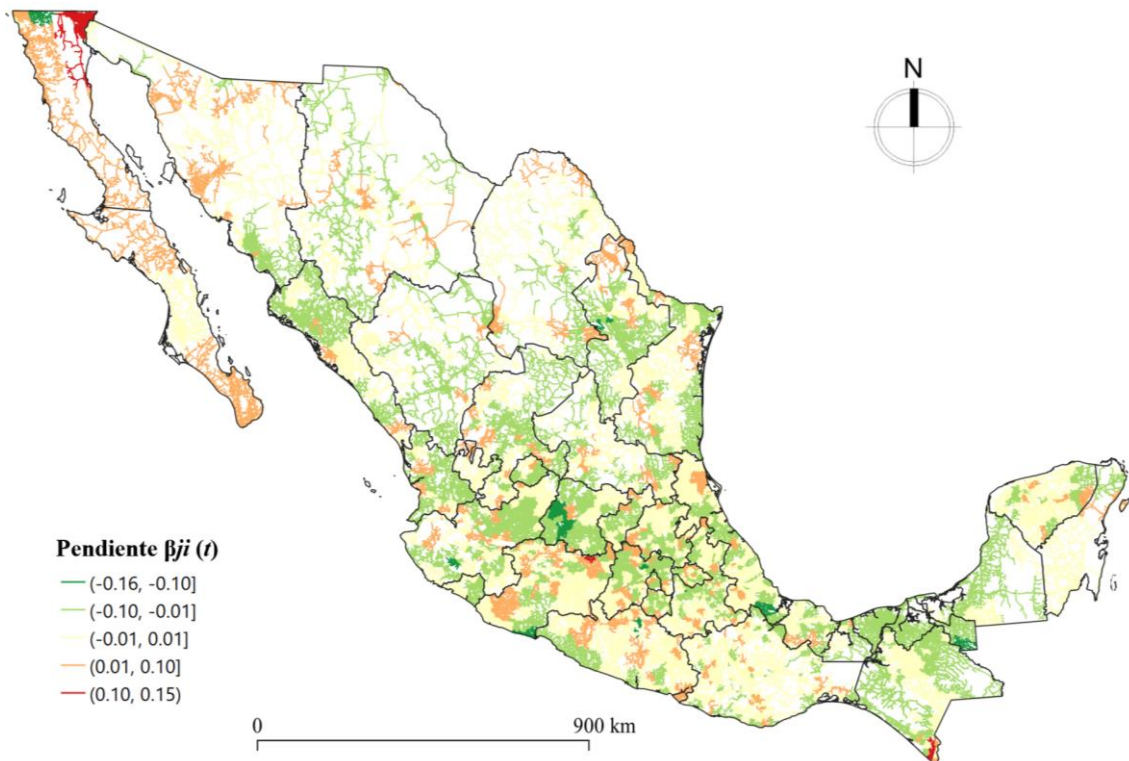 N
Pendiente βji (t)
(-0.16, -0.10]
(-0.10, -0.01]
(-0.01, 0.01]
(0.01, 0.10]
(0.10, 0.15)
0 900 km